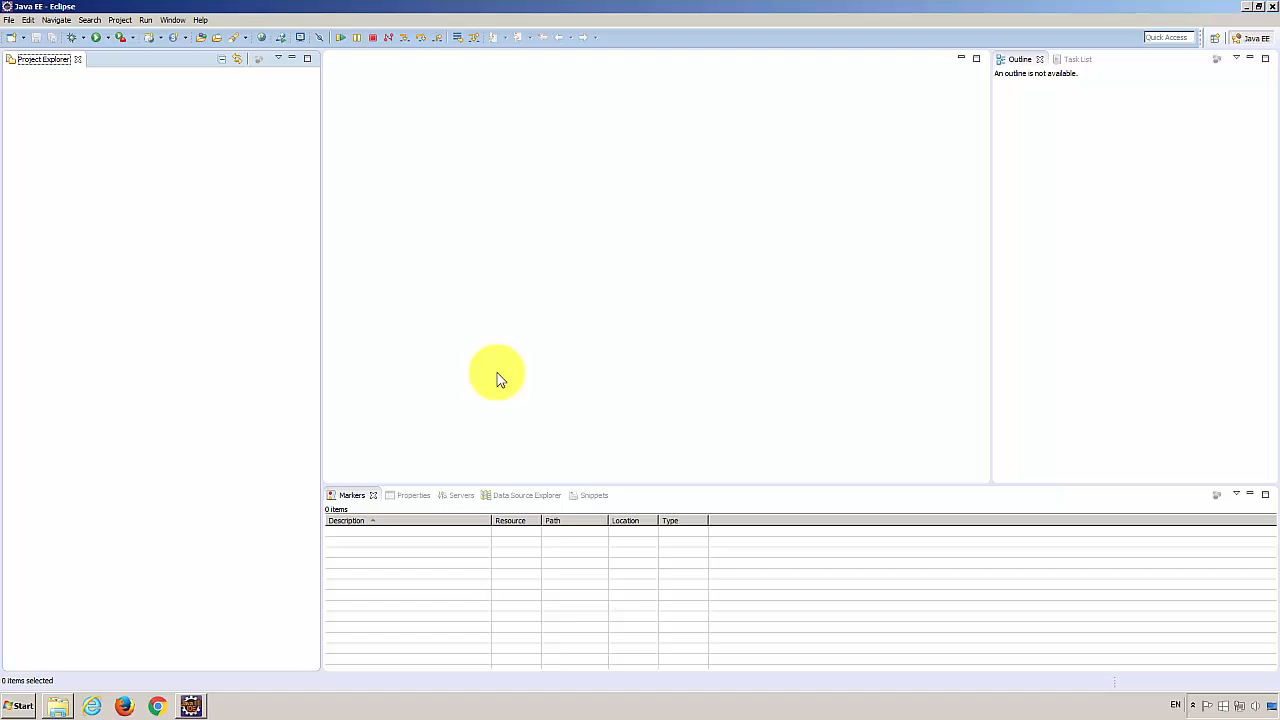 Java EE - Eclipse
File Edit Navigate Search Project Run Window Help
Quick Access Java EE
Project Explorer
Outline Task List
An outline is not available.
Markers Properties Servers Data Source Explorer Snippets
0 items
Description Resource Path Location Type
0 items selected
Start EN